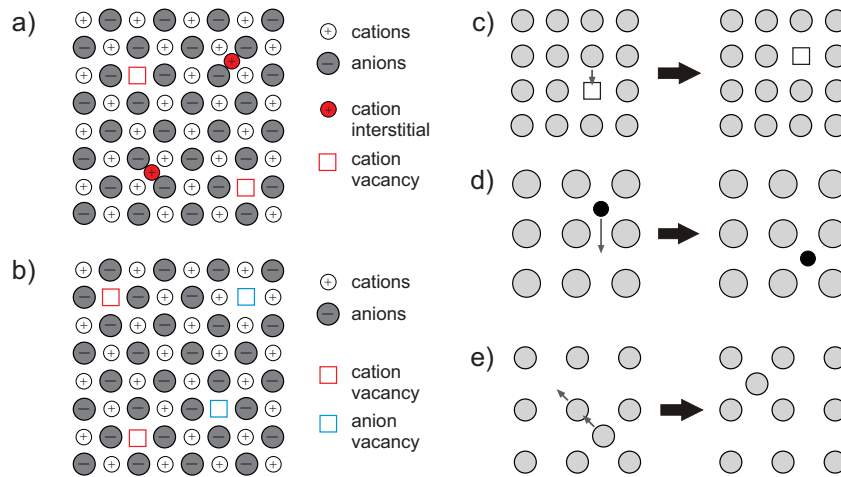 a)
cations
anions
cation
interstitial
cation
vacancy
b)
cations
anions
cation
vacancy
anion
vacancy
c)
d)
e)